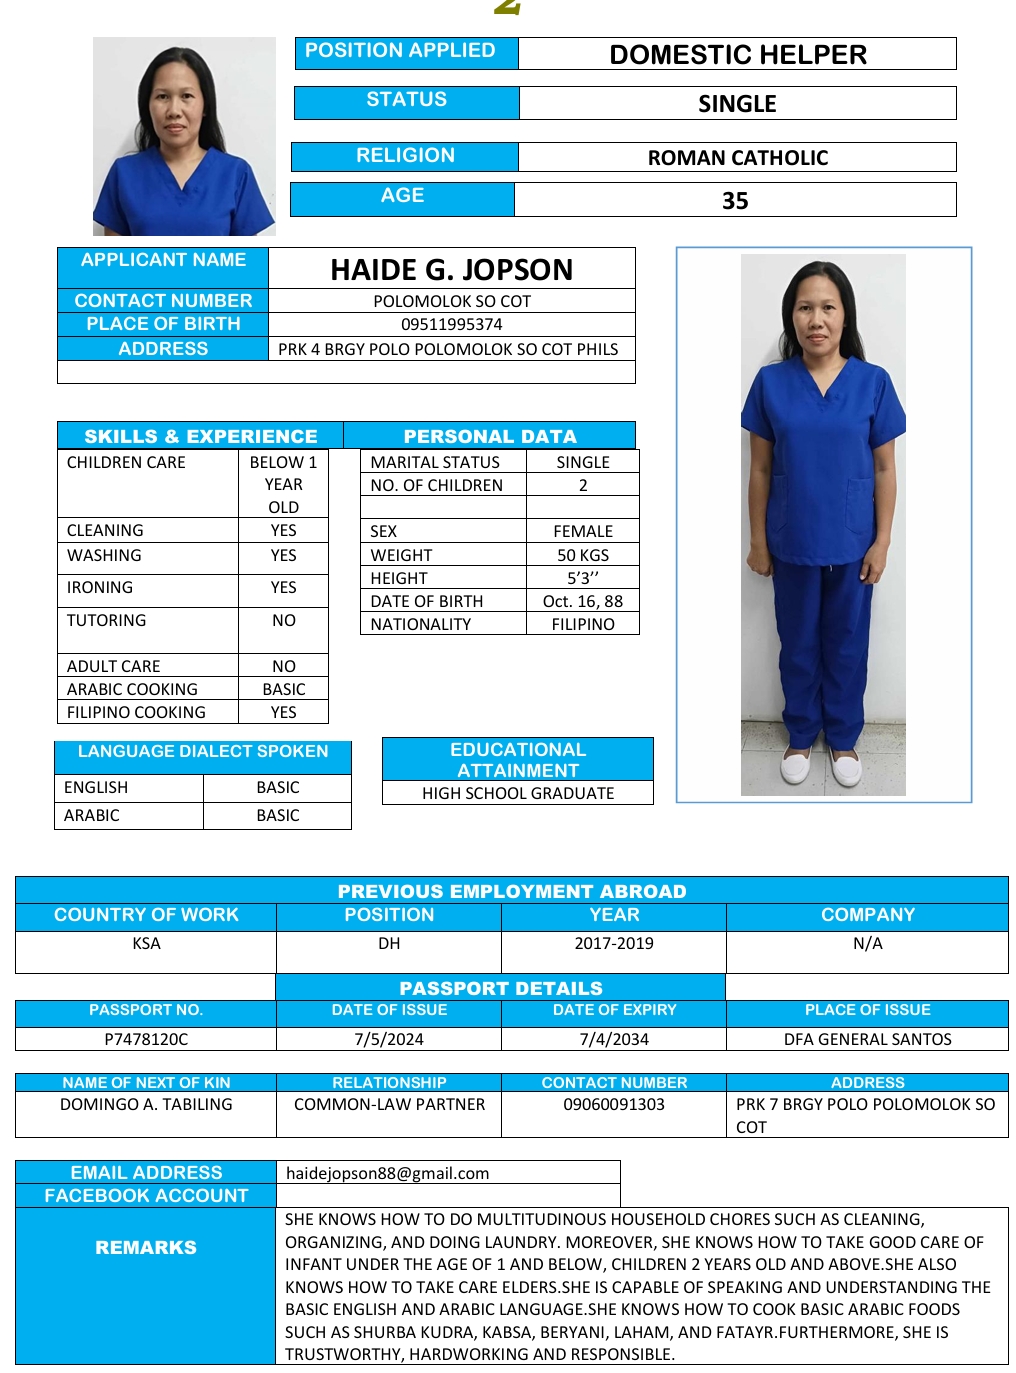 2
POSITION APPLIED DOMESTIC HELPER
STATUS SINGLE
RELIGION ROMAN CATHOLIC
AGE 35
APPLICANT NAME HAIDE G. JOPSON
CONTACT NUMBER POLOMOLOK SO COT
PLACE OF BIRTH 09511995374
ADDRESS PRK 4 BRGY POLO POLOMOLOK SO COT PHILS
SKILLS & EXPERIENCE
CHILDREN CARE BELOW 1
YEAR
OLD
CLEANING YES
WASHING YES
IRONING YES
TUTORING NO
ADULT CARE NO
ARABIC COOKING BASIC
FILIPINO COOKING YES
PERSONAL DATA
MARITAL STATUS SINGLE
NO. OF CHILDREN 2
SEX FEMALE
WEIGHT 50 KGS
HEIGHT 5’3’’
DATE OF BIRTH Oct. 16, 88
NATIONALITY FILIPINO
LANGUAGE DIALECT SPOKEN
ENGLISH BASIC
ARABIC BASIC
EDUCATIONAL
ATTAINMENT
HIGH SCHOOL GRADUATE
PREVIOUS EMPLOYMENT ABROAD
COUNTRY OF WORK POSITION YEAR COMPANY
KSA DH 2017-2019 N/A
PASSPORT DETAILS
PASSPORT NO. DATE OF ISSUE DATE OF EXPIRY PLACE OF ISSUE
P7478120C 7/5/2024 7/4/2034 DFA GENERAL SANTOS
NAME OF NEXT OF KIN RELATIONSHIP CONTACT NUMBER ADDRESS
DOMINGO A. TABILING COMMON-LAW PARTNER 09060091303 PRK 7 BRGY POLO POLOMOLOK SO
COT
EMAIL ADDRESS haidejopson88@gmail.com
FACEBOOK ACCOUNT
REMARKS
SHE KNOWS HOW TO DO MULTITUDINOUS HOUSEHOLD CHORES SUCH AS CLEANING,
ORGANIZING, AND DOING LAUNDRY. MOREOVER, SHE KNOWS HOW TO TAKE GOOD CARE OF
INFANT UNDER THE AGE OF 1 AND BELOW, CHILDREN 2 YEARS OLD AND ABOVE.SHE ALSO
KNOWS HOW TO TAKE CARE ELDERS.SHE IS CAPABLE OF SPEAKING AND UNDERSTANDING THE
BASIC ENGLISH AND ARABIC LANGUAGE.SHE KNOWS HOW TO COOK BASIC ARABIC FOODS
SUCH AS SHURBA KUDRA, KABSA, BERYANI, LAHAM, AND FATAYR.FURTHERMORE, SHE IS
TRUSTWORTHY, HARDWORKING AND RESPONSIBLE.